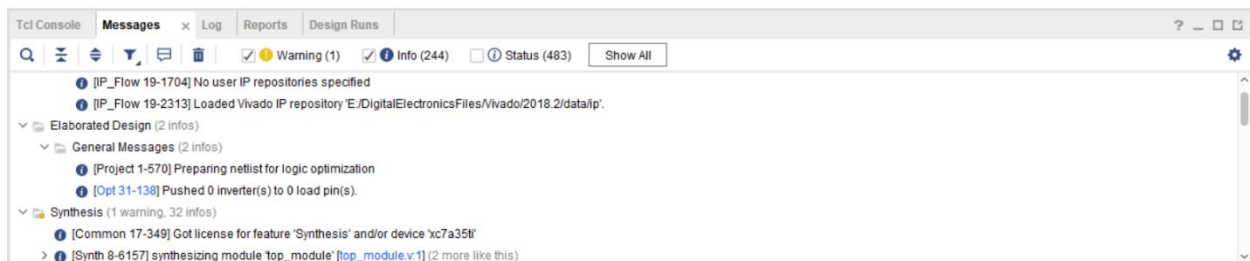 Tcl Console Messages × Log Reports Design Runs ? _
Warning (1) Info (244) Status (483) Show All
[IP_Flow 19-1704] No user IP repositories specified
[IP_Flow 19-2313] Loaded Vivado IP repository 'E:/DigitalElectronicsFiles/Vivado/2018.2/data/ip'.
Elaborated Design (2 infos)
General Messages (2 infos)
[Project 1-570] Preparing netlist for logic optimization
[Opt 31-138] Pushed 0 inverter(s) to 0 load pin(s).
Synthesis (1 warning, 32 infos)
[Common 17-349] Got license for feature 'Synthesis' and/or device 'xc7a35ti'
[Synth 8-6157] synthesizing module 'top_module' [top_module.v:1] (2 more like this)